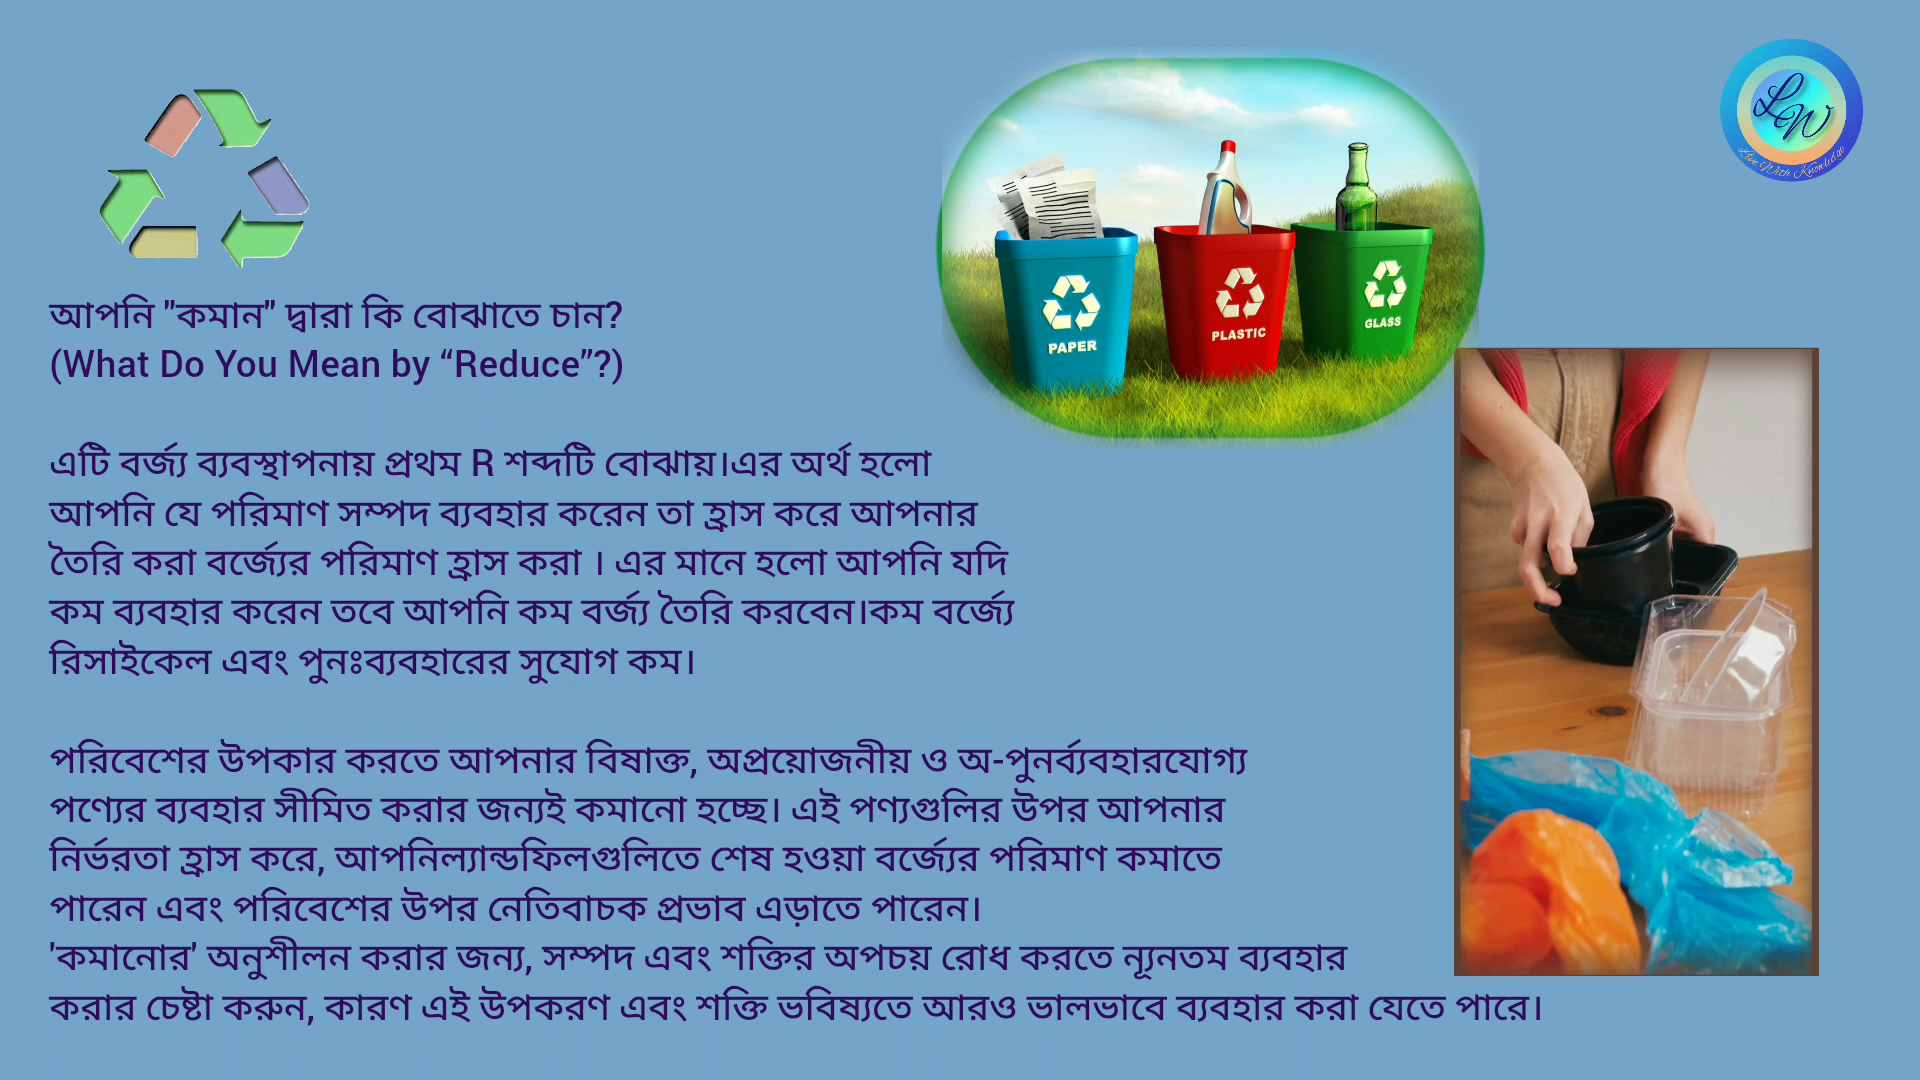 আপনি "কমান" দ্বারা কি বোঝাতে চান?
(What Do You Mean by “Reduce”?)
এটি বর্জ্য ব্যবস্থাপনায় প্রথম R শব্দটি বোঝায়।এর অর্থ হলো
আপনি যে পরিমাণ সম্পদ ব্যবহার করেন তা হ্রাস করে আপনার
তৈরি করা বর্জ্যের পরিমাণ হ্রাস করা । এর মানে হলো আপনি যদি
কম ব্যবহার করেন তবে আপনি কম বর্জ্য তৈরি করবেন।কম বর্জ্যে
রিসাইকেল এবং পুনঃব্যবহারের সুযোগ কম।
পরিবেশের উপকার করতে আপনার বিষাক্ত, অপ্রয়োজনীয় ও অ-পুনর্ব্যবহারযোগ্য
পণ্যের ব্যবহার সীমিত করার জন্যই কমানো হচ্ছে। এই পণ্যগুলির উপর আপনার
নির্ভরতা হ্রাস করে, আপনিল্যান্ডফিলগুলিতে শেষ হওয়া বর্জ্যের পরিমাণ কমাতে
পারেন এবং পরিবেশের উপর নেতিবাচক প্রভাব এড়াতে পারেন।
'কমানোর' অনুশীলন করার জন্য, সম্পদ এবং শক্তির অপচয় রোধ করতে ন্যূনতম ব্যবহার
করার চেষ্টা করুন, কারণ এই উপকরণ এবং শক্তি ভবিষ্যতে আরও ভালভাবে ব্যবহার করা যেতে পারে।
PAPER
PLASTIC
GLASS
LW
Live With Knowledge